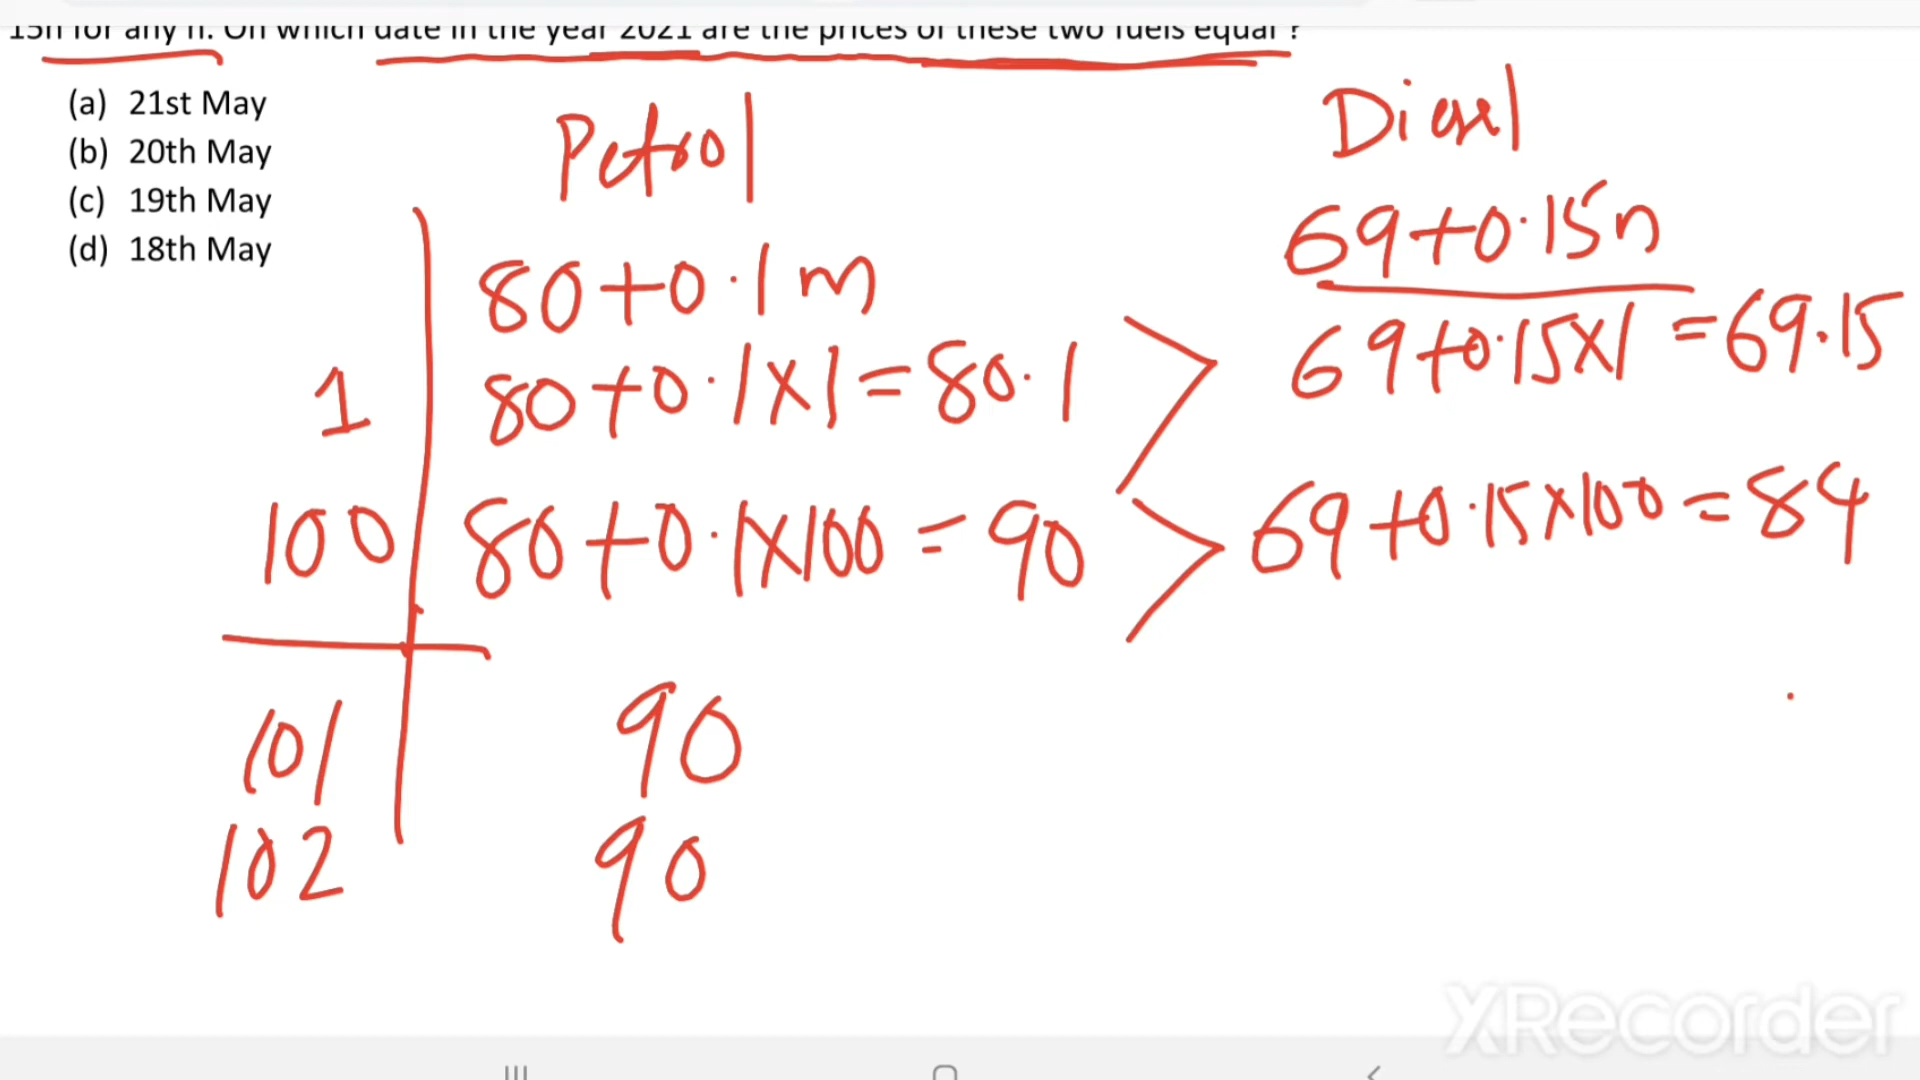 15n for any n. On which date in the year 2021 are the prices of these two fuels equal ?
(a) 21st May
(b) 20th May
(c) 19th May
(d) 18th May
Petrol
Diesel
80+0.1m
69+0.15n
1
80+0.1×1=80.1
69+0.15×1=69.15
100
80+0.1×100=90
69+0.15×100=84
101
90
102
90
XRecorder